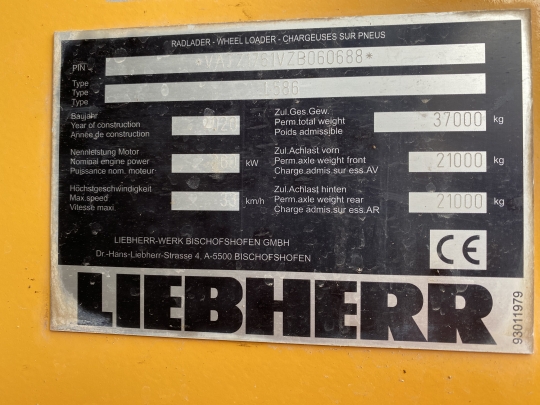 RADLADER - WHEEL LOADER - CHARGEUSES SUR PNEUS
PIN
Type 1586
Type
Type
Baujahr
Year of construction
Année de construction
Zul.Ges.Gew.
Perm.total weight 37000 kg
Poids admissible
Nennleistung Motor
Nominal engine power kW
Puissance nom. moteur
Zul.Achlast vorn
Perm.axle weight front 21000 kg
Charge admis.sur ess.AV
Höchstgeschwindigkeit
Max.speed km/h
Vitesse maxi.
Zul.Achlast hinten
Perm.axle weight rear 21000 kg
Charge admis.sur ess.AR
LIEBHERR-WERK BISCHOFSHOFEN GMBH
Dr.-Hans-Liebherr-Strasse 4, A-5500 BISCHOFSHOFEN
CE
LIEBHERR
93011979